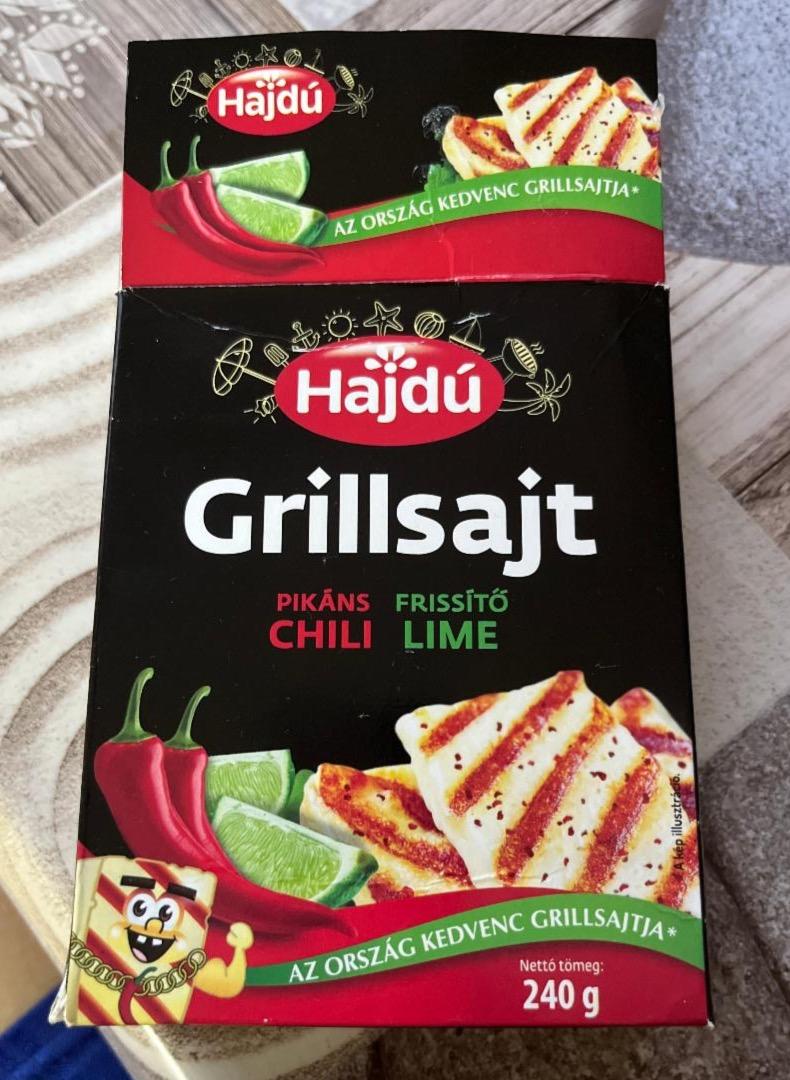 Hajdú
AZ ORSZÁG KEDVENC GRILLSAJTJA*
Hajdú
Grillsajt
PIKÁNS FRISSÍTŐ
CHILI LIME
A kép illusztráció.
AZ ORSZÁG KEDVENC GRILLSAJTJA*
Nettó tömeg:
240 g